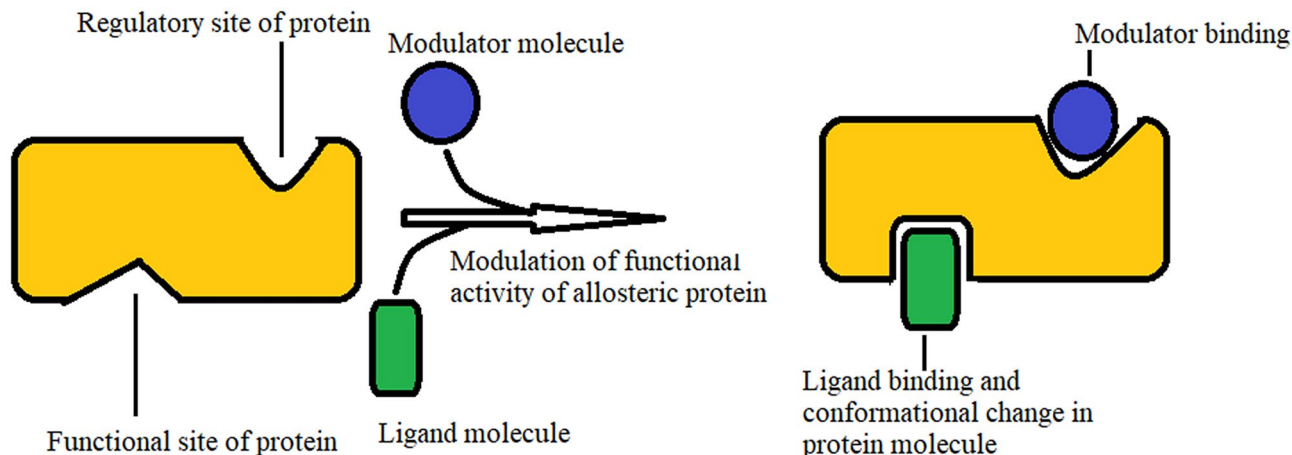 Regulatory site of protein
Modulator molecule
Modulator binding
Modulation of functional
activity of allosteric protein
Functional site of protein
Ligand molecule
Ligand binding and
conformational change in
protein molecule